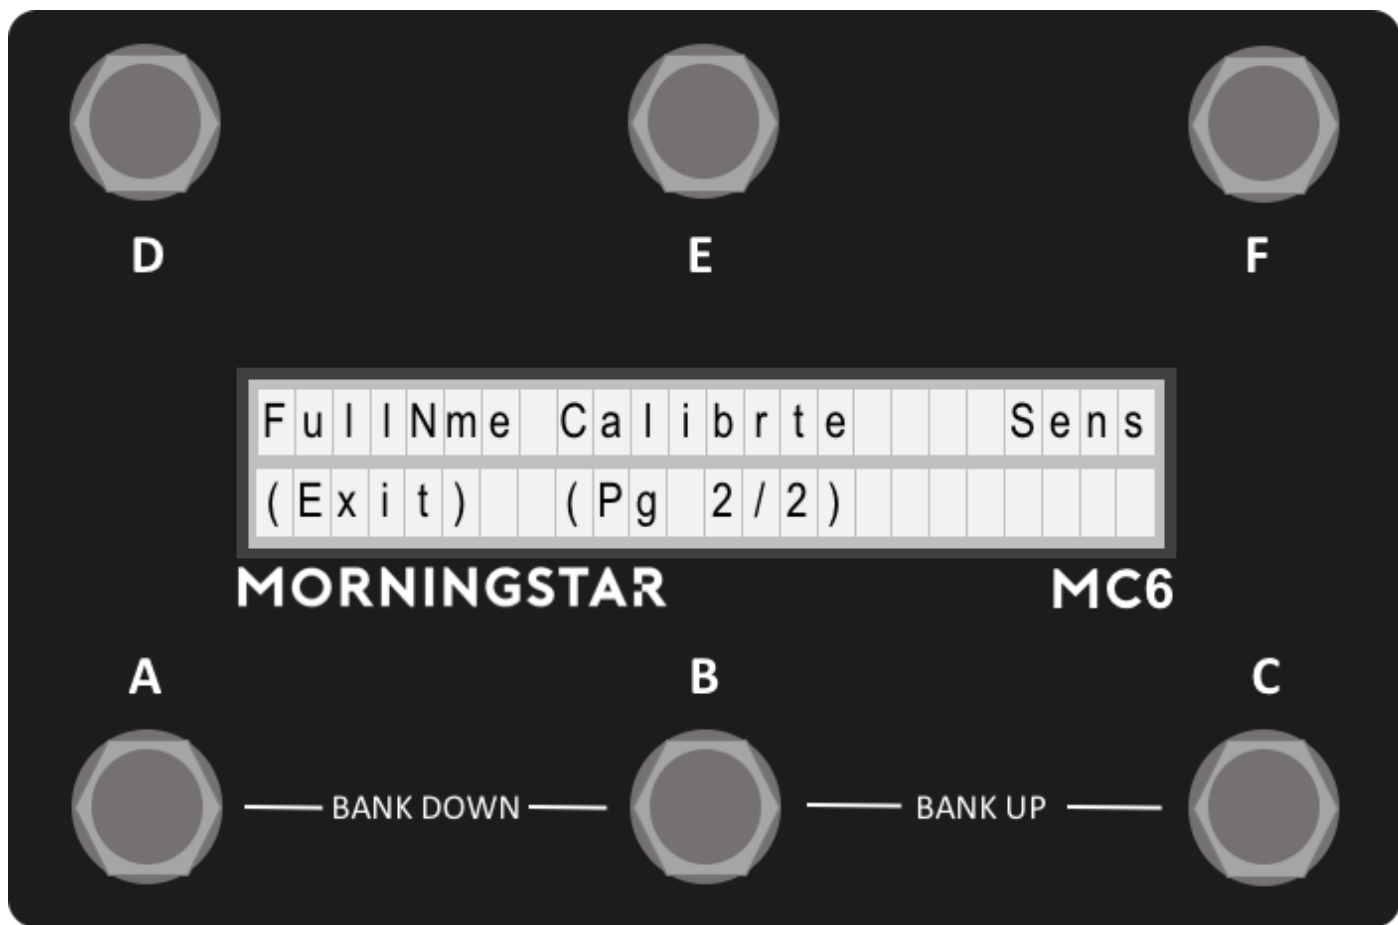 D E F
FullNme Calibrte Sens
(Exit) (Pg 2/2)
MORNINGSTAR MC6
A B C
BANK DOWN BANK UP